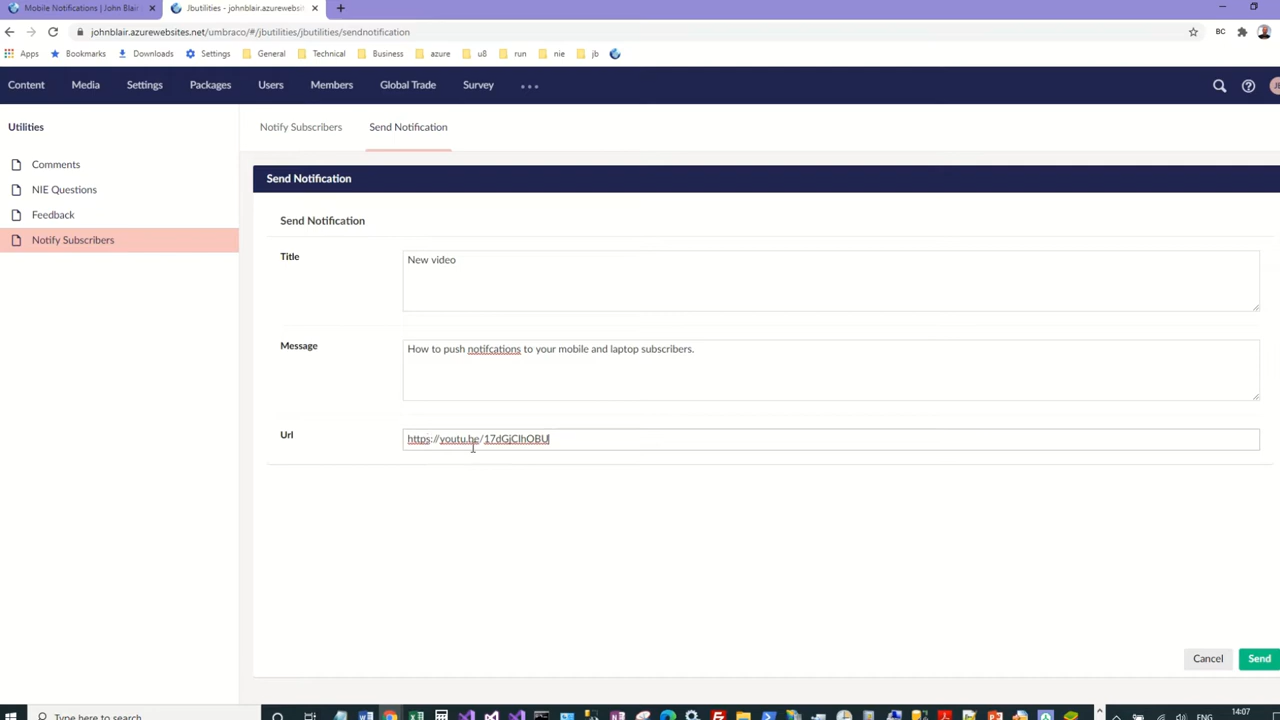 Mobile Notifications | John Blair
Jbutilities - johnblair.azurewebsit
johnblair.azurewebsites.net/umbraco/#/jbutilities/jbutilities/sendnotification
BC
Apps Bookmarks Downloads Settings General Technical Business azure u8 run nie jb
Content Media Settings Packages Users Members Global Trade Survey
Utilities
Notify Subscribers Send Notification
Comments
NIE Questions
Feedback
Notify Subscribers
Send Notification
Send Notification
Title
New video
Message
How to push notifcations to your mobile and laptop subscribers.
Url
https://youtu.be/17dGjCIhOBU
Cancel Send
Type here to search
ENG
14:07